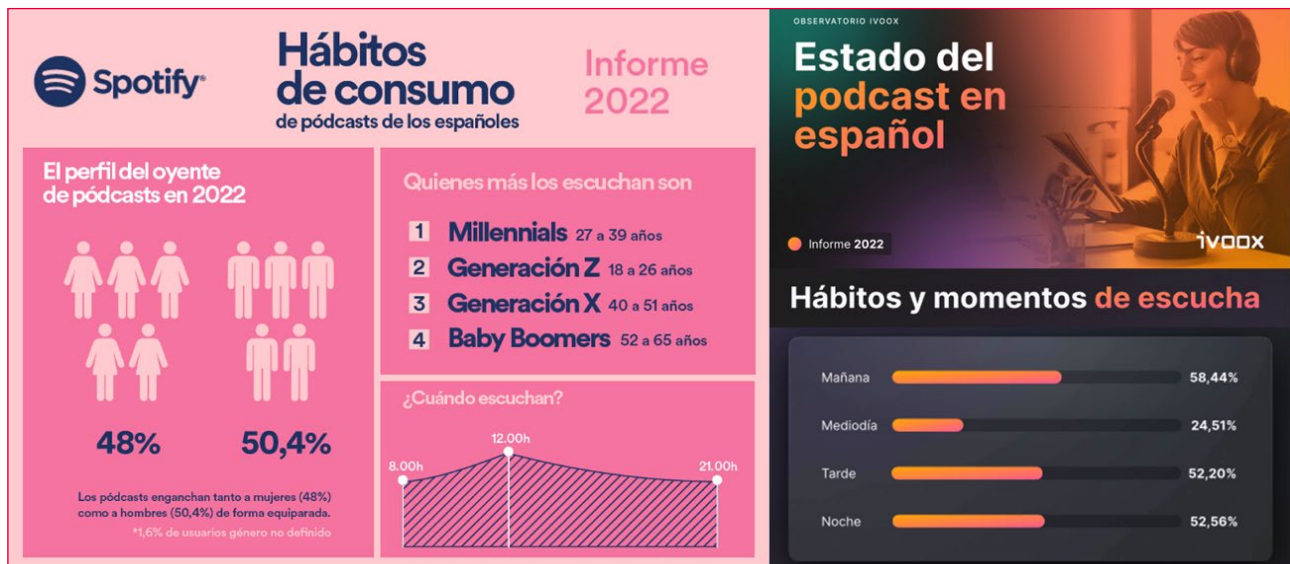 Spotify®
Hábitos
de consumo
de pódcasts de los españoles
Informe
2022
El perfil del oyente
de pódcasts en 2022
48%
50,4%
Los pódcasts enganchan tanto a mujeres (48%)
como a hombres (50,4%) de forma equiparada.
*1,6% de usuarios género no definido
Quienes más los escuchan son
1 Millennials 27 a 39 años
2 Generación Z 18 a 26 años
3 Generación X 40 a 51 años
4 Baby Boomers 52 a 65 años
¿Cuándo escuchan?
8.00h
12.00h
21.00h
OBSERVATORIO IVOOX
Estado del
podcast en
español
Informe 2022
ivoox
Hábitos y momentos de escucha
Mañana 58,44%
Mediodía 24,51%
Tarde 52,20%
Noche 52,56%